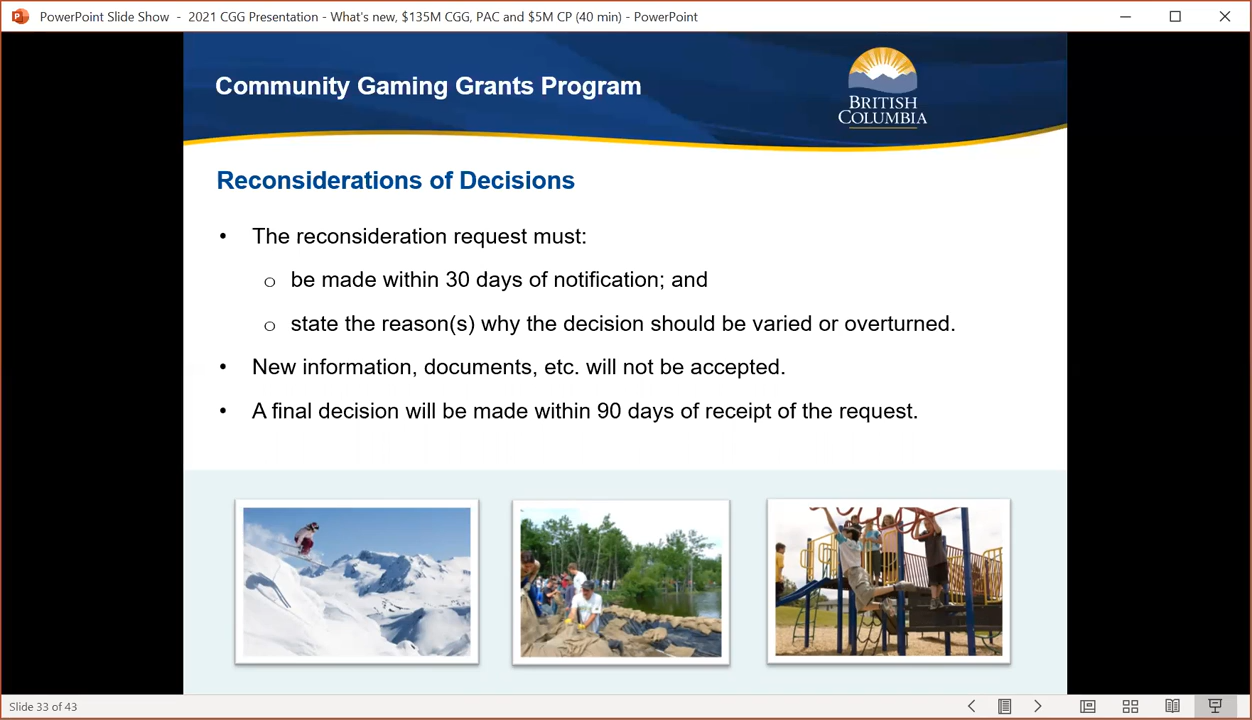 PowerPoint Slide Show - 2021 CGG Presentation - What's new, $135M CGG, PAC and $5M CP (40 min) - PowerPoint
Community Gaming Grants Program
BRITISH
COLUMBIA
Reconsiderations of Decisions
• The reconsideration request must:
o be made within 30 days of notification; and
o state the reason(s) why the decision should be varied or overturned.
• New information, documents, etc. will not be accepted.
• A final decision will be made within 90 days of receipt of the request.
Slide 33 of 43